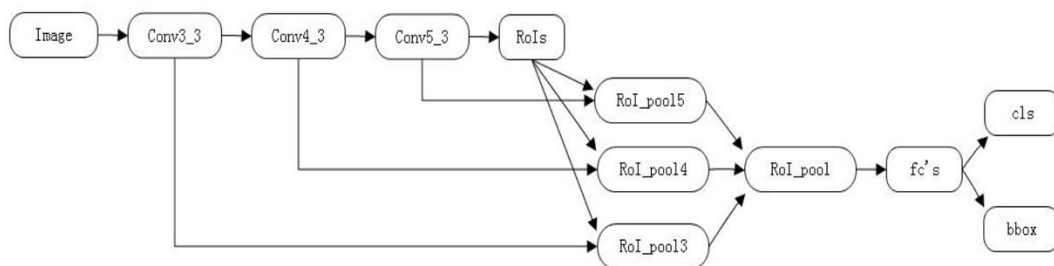 Image
Conv3_3
Conv4_3
Conv5_3
RoIs
RoI_pool5
RoI_pool4
RoI_pool3
RoI_pool
fc's
cls
bbox